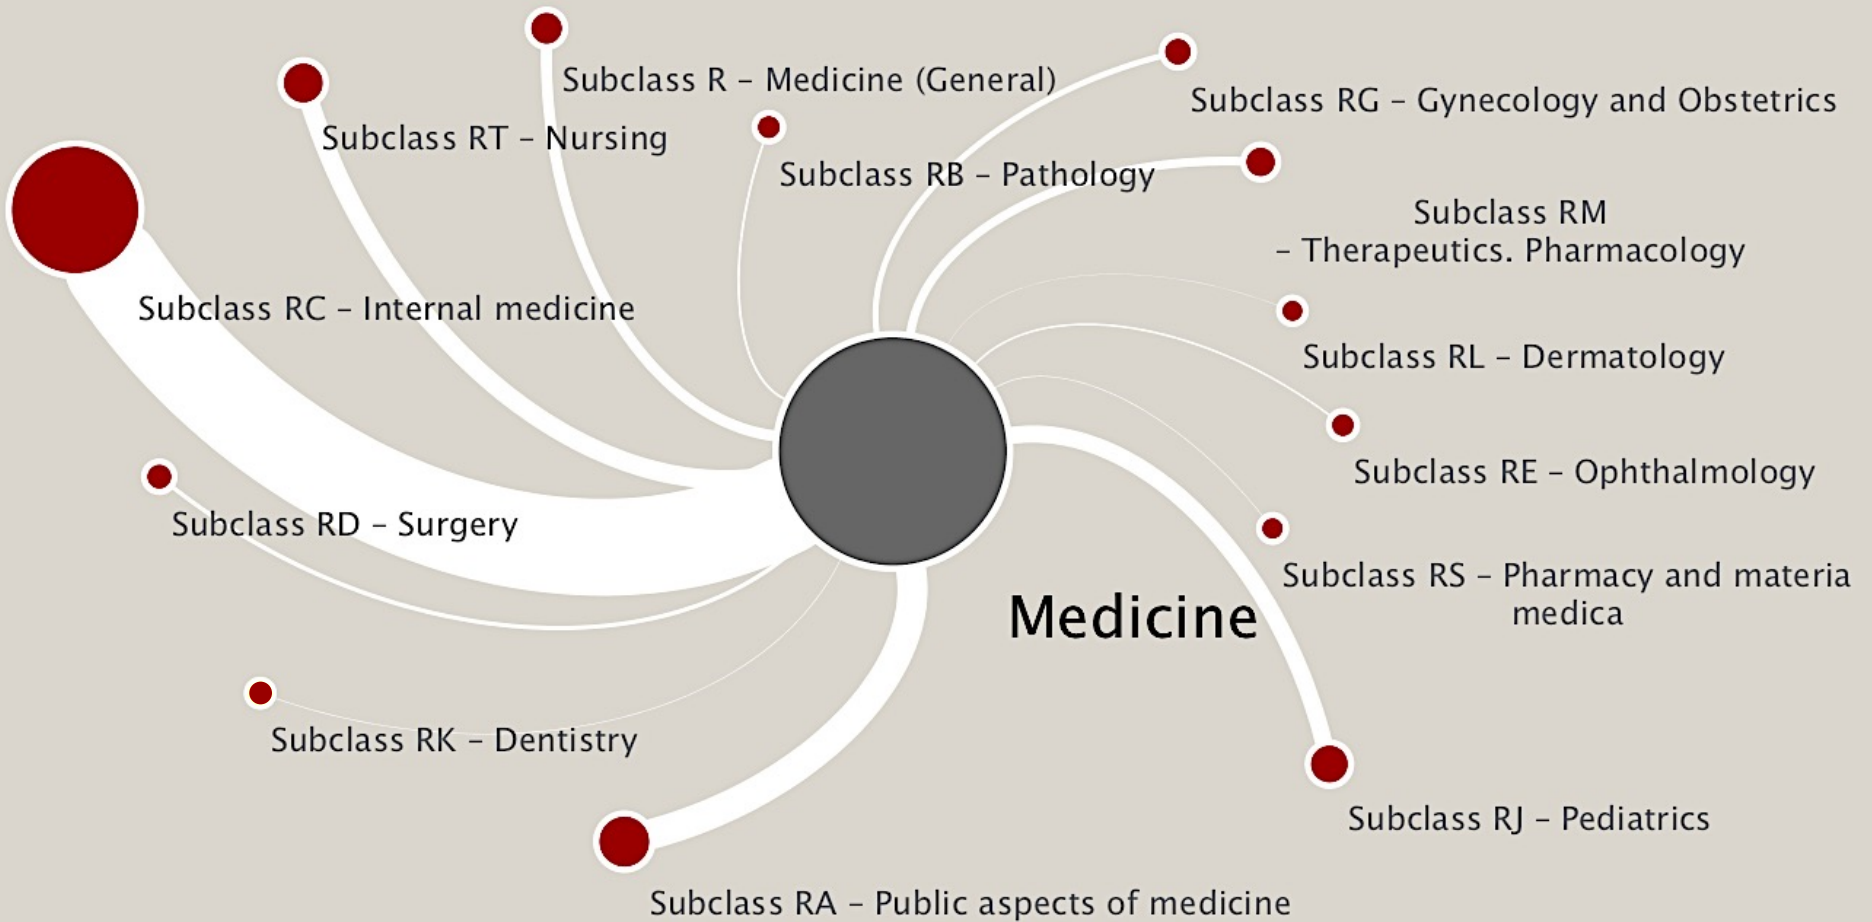 Subclass R – Medicine (General)
Subclass RG – Gynecology and Obstetrics
Subclass RT – Nursing
Subclass RB – Pathology
Subclass RM
– Therapeutics. Pharmacology
Subclass RC – Internal medicine
Subclass RL – Dermatology
Subclass RE – Ophthalmology
Subclass RD – Surgery
Subclass RS – Pharmacy and materia
medica
Medicine
Subclass RK – Dentistry
Subclass RJ – Pediatrics
Subclass RA – Public aspects of medicine